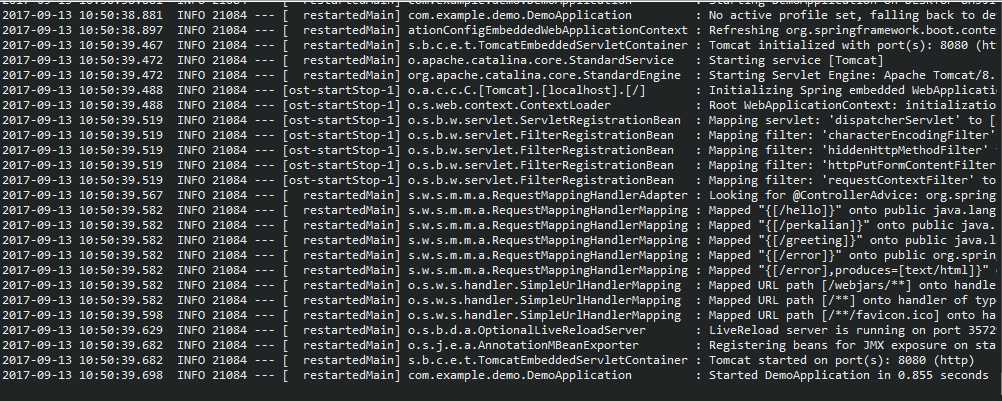 2017-09-13 10:50:38.881 INFO 21084 --- [ restartedMain] com.example.demo.DemoApplication : No active profile set, falling back to de
2017-09-13 10:50:38.897 INFO 21084 --- [ restartedMain] ationConfigEmbeddedWebApplicationContext : Refreshing org.springframework.boot.conte
2017-09-13 10:50:39.467 INFO 21084 --- [ restartedMain] s.b.c.e.t.TomcatEmbeddedServletContainer : Tomcat initialized with port(s): 8080 (ht
2017-09-13 10:50:39.472 INFO 21084 --- [ restartedMain] o.apache.catalina.core.StandardService : Starting service [Tomcat]
2017-09-13 10:50:39.472 INFO 21084 --- [ restartedMain] org.apache.catalina.core.StandardEngine : Starting Servlet Engine: Apache Tomcat/8.
2017-09-13 10:50:39.488 INFO 21084 --- [ost-startStop-1] o.a.c.c.C.[Tomcat].[localhost].[/] : Initializing Spring embedded WebApplicati
2017-09-13 10:50:39.488 INFO 21084 --- [ost-startStop-1] o.s.web.context.ContextLoader : Root WebApplicationContext: initializatio
2017-09-13 10:50:39.519 INFO 21084 --- [ost-startStop-1] o.s.b.w.servlet.ServletRegistrationBean : Mapping servlet: 'dispatcherServlet' to [
2017-09-13 10:50:39.519 INFO 21084 --- [ost-startStop-1] o.s.b.w.servlet.FilterRegistrationBean : Mapping filter: 'characterEncodingFilter'
2017-09-13 10:50:39.519 INFO 21084 --- [ost-startStop-1] o.s.b.w.servlet.FilterRegistrationBean : Mapping filter: 'hiddenHttpMethodFilter'
2017-09-13 10:50:39.519 INFO 21084 --- [ost-startStop-1] o.s.b.w.servlet.FilterRegistrationBean : Mapping filter: 'httpPutFormContentFilter
2017-09-13 10:50:39.519 INFO 21084 --- [ost-startStop-1] o.s.b.w.servlet.FilterRegistrationBean : Mapping filter: 'requestContextFilter' to
2017-09-13 10:50:39.567 INFO 21084 --- [ restartedMain] s.w.s.m.m.a.RequestMappingHandlerAdapter : Looking for @ControllerAdvice: org.spring
2017-09-13 10:50:39.582 INFO 21084 --- [ restartedMain] s.w.s.m.m.a.RequestMappingHandlerMapping : Mapped "{[/hello]}" onto public java.lang
2017-09-13 10:50:39.582 INFO 21084 --- [ restartedMain] s.w.s.m.m.a.RequestMappingHandlerMapping : Mapped "{[/perkalian]}" onto public java.
2017-09-13 10:50:39.582 INFO 21084 --- [ restartedMain] s.w.s.m.m.a.RequestMappingHandlerMapping : Mapped "{[/greeting]}" onto public java.l
2017-09-13 10:50:39.582 INFO 21084 --- [ restartedMain] s.w.s.m.m.a.RequestMappingHandlerMapping : Mapped "{[/error]}" onto public org.sprin
2017-09-13 10:50:39.582 INFO 21084 --- [ restartedMain] s.w.s.m.m.a.RequestMappingHandlerMapping : Mapped "{[/error],produces=[text/html]}"
2017-09-13 10:50:39.582 INFO 21084 --- [ restartedMain] o.s.w.s.handler.SimpleUrlHandlerMapping : Mapped URL path [/webjars/**] onto handle
2017-09-13 10:50:39.582 INFO 21084 --- [ restartedMain] o.s.w.s.handler.SimpleUrlHandlerMapping : Mapped URL path [/**] onto handler of typ
2017-09-13 10:50:39.598 INFO 21084 --- [ restartedMain] o.s.w.s.handler.SimpleUrlHandlerMapping : Mapped URL path [/**/favicon.ico] onto ha
2017-09-13 10:50:39.629 INFO 21084 --- [ restartedMain] o.s.b.d.a.OptionalLiveReloadServer : LiveReload server is running on port 3572
2017-09-13 10:50:39.682 INFO 21084 --- [ restartedMain] o.s.j.e.a.AnnotationMBeanExporter : Registering beans for JMX exposure on sta
2017-09-13 10:50:39.698 INFO 21084 --- [ restartedMain] s.b.c.e.t.TomcatEmbeddedServletContainer : Tomcat started on port(s): 8080 (http)
2017-09-13 10:50:39.698 INFO 21084 --- [ restartedMain] com.example.demo.DemoApplication : Started DemoApplication in 0.855 seconds